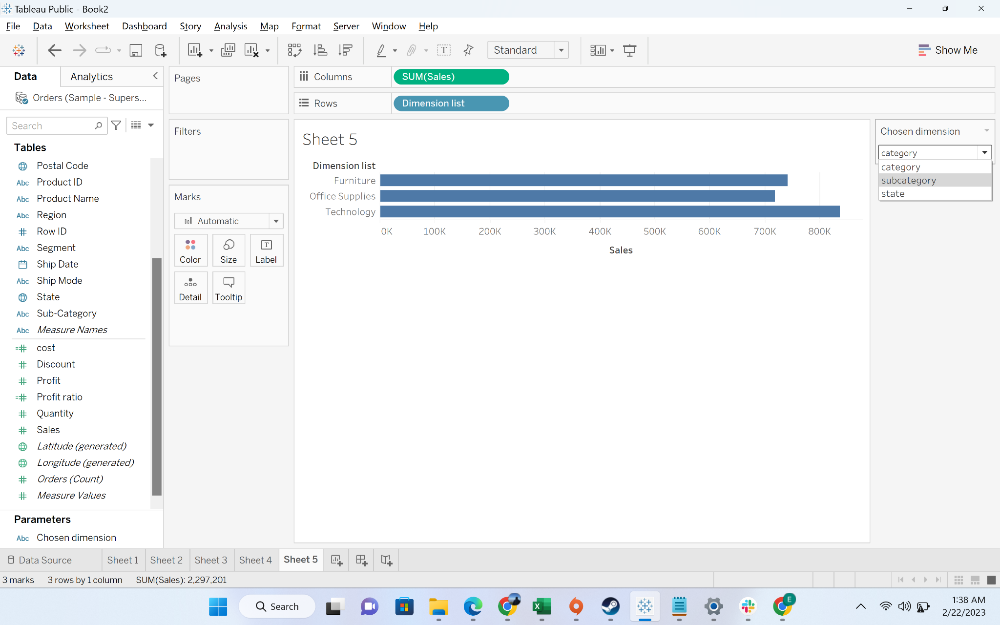 Tableau Public - Book2
File Data Worksheet Dashboard Story Analysis Map Format Server Window Help
Standard
Show Me
Data Analytics
Orders (Sample - Supers...
Search
Tables
Postal Code
Abc Product ID
Abc Product Name
Abc Region
# Row ID
Abc Segment
Ship Date
Abc Ship Mode
State
Abc Sub-Category
Abc Measure Names
=# cost
# Discount
# Profit
=# Profit ratio
# Quantity
# Sales
Latitude (generated)
Longitude (generated)
# Orders (Count)
# Measure Values
Parameters
Abc Chosen dimension
Pages
Filters
Marks
Automatic
Color Size Label
Detail Tooltip
Columns SUM(Sales)
Rows Dimension list
Sheet 5
Dimension list
Furniture
Office Supplies
Technology
0K 100K 200K 300K 400K 500K 600K 700K 800K
Sales
Chosen dimension
category
category
subcategory
state
Data Source Sheet 1 Sheet 2 Sheet 3 Sheet 4 Sheet 5
3 marks 3 rows by 1 column SUM(Sales): 2,297,201
Search
1:38 AM
2/22/2023